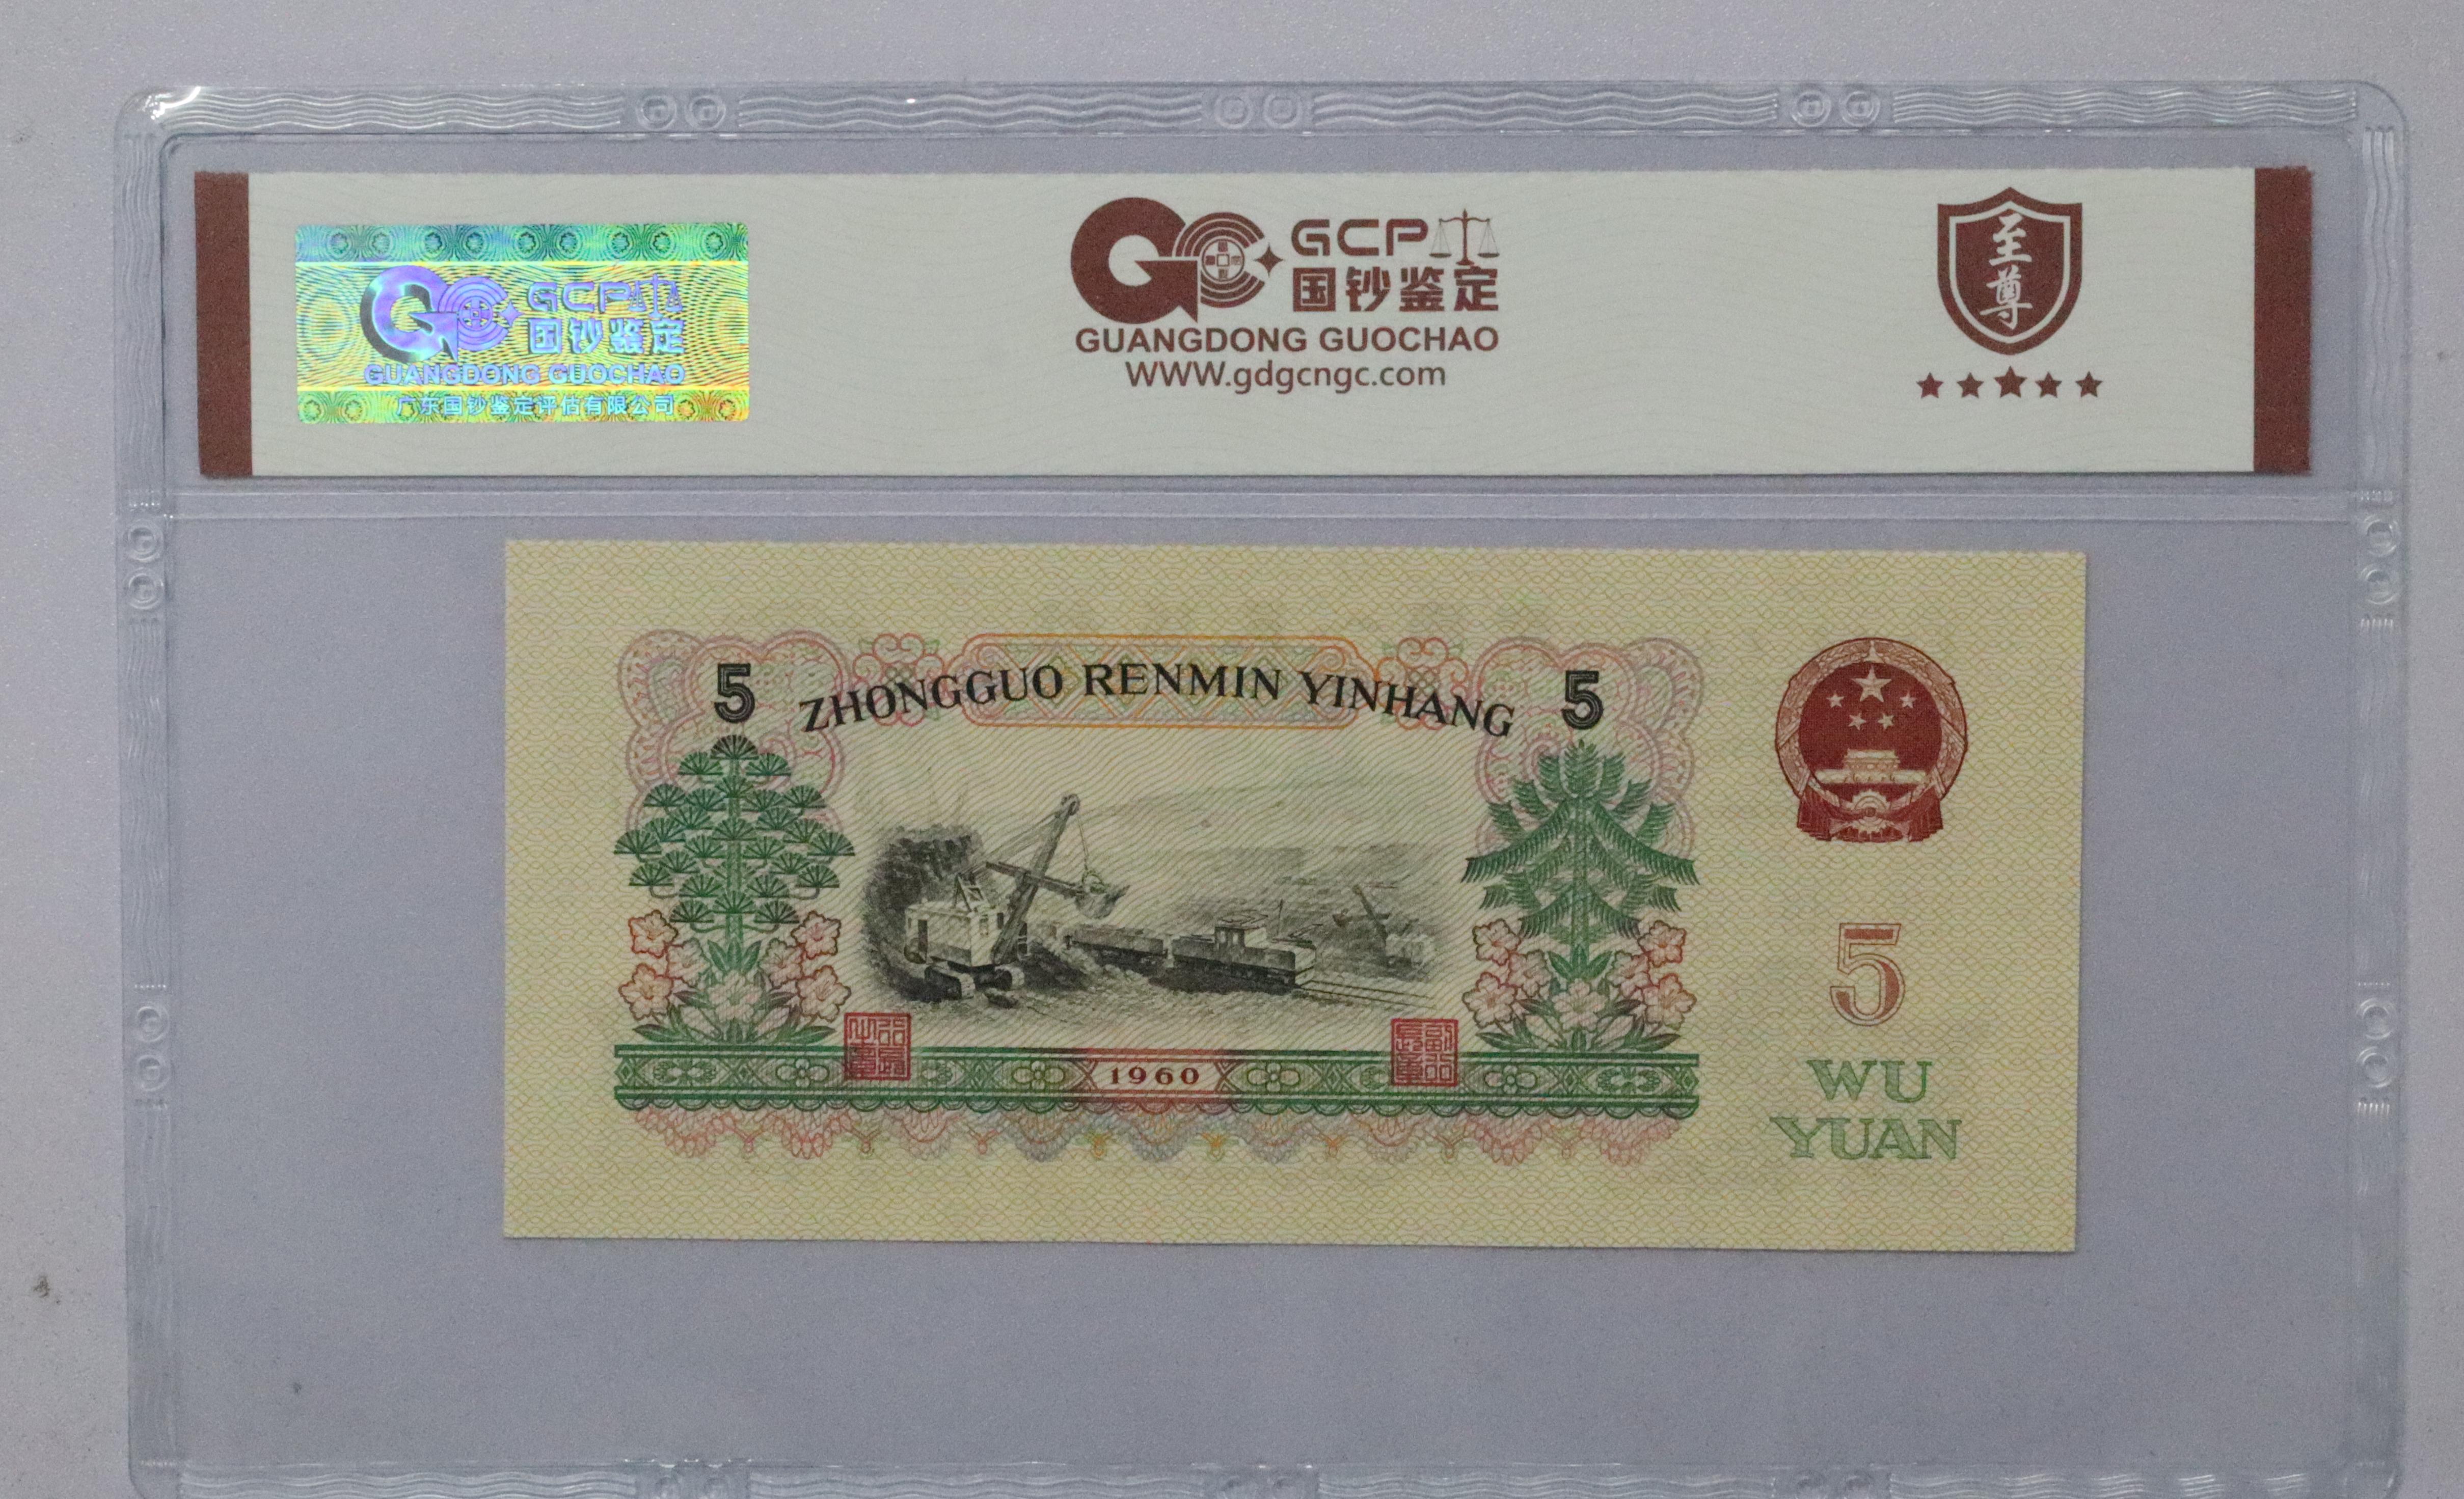 GCP
国钞鉴定
GUANGDONG GUOCHAO
广东国钞鉴定评估有限公司
GCP
国钞鉴定
GUANGDONG GUOCHAO
WWW.gdgcngc.com
至尊
5 ZHONGGUO RENMIN YINHANG 5
1960
5
WU
YUAN